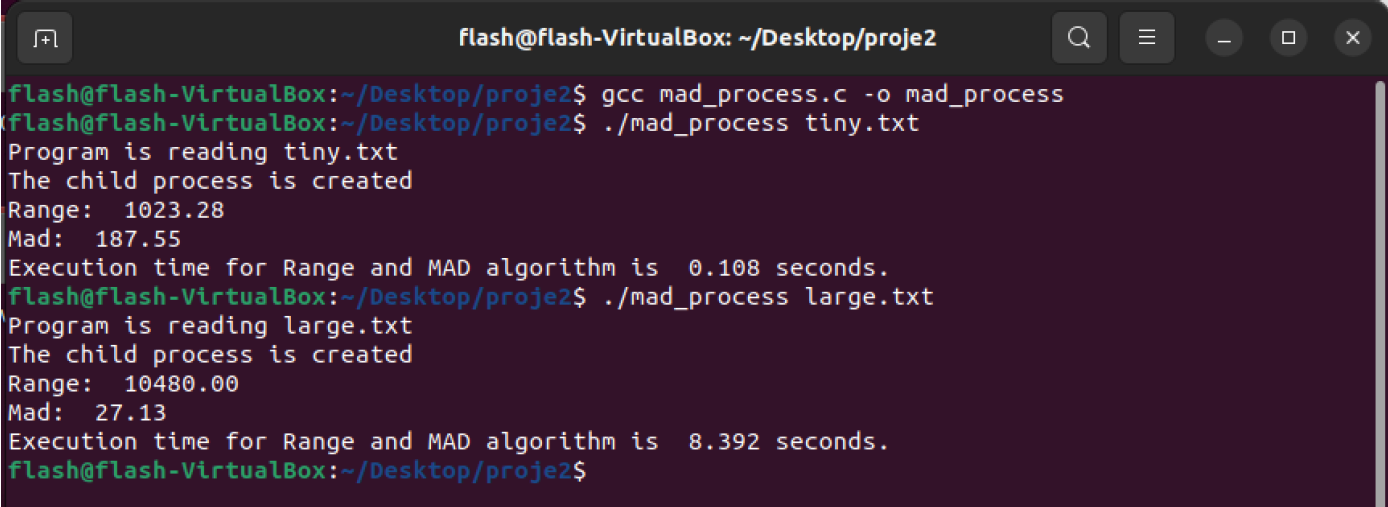 flash@flash-VirtualBox: ~/Desktop/proje2
flash@flash-VirtualBox:~/Desktop/proje2$ gcc mad_process.c -o mad_process
flash@flash-VirtualBox:~/Desktop/proje2$ ./mad_process tiny.txt
Program is reading tiny.txt
The child process is created
Range:  1023.28
Mad:  187.55
Execution time for Range and MAD algorithm is  0.108 seconds.
flash@flash-VirtualBox:~/Desktop/proje2$ ./mad_process large.txt
Program is reading large.txt
The child process is created
Range:  10480.00
Mad:  27.13
Execution time for Range and MAD algorithm is  8.392 seconds.
flash@flash-VirtualBox:~/Desktop/proje2$